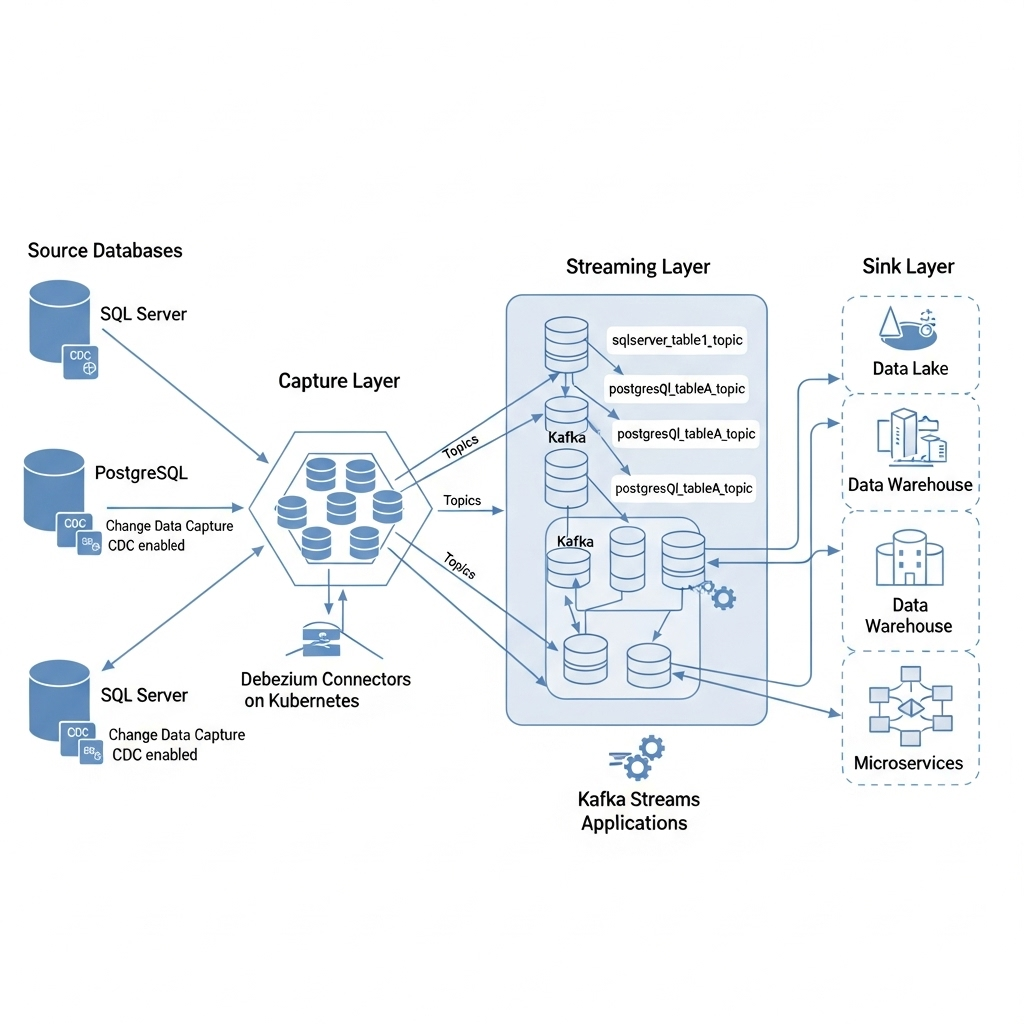 Source Databases
SQL Server
CDC
PostgreSQL
CDC
Change Data Capture
CDC enabled
SQL Server
CDC
Change Data Capture
CDC enabled
Capture Layer
Debezium Connectors
on Kubernetes
Topics
Topics
Topics
Streaming Layer
sqlserver_table1_topic
postgresQl_tableA_topic
Kafka
postgresQl_tableA_topic
postgresQl_tableA_topic
Kafka
Kafka Streams
Applications
Sink Layer
Data Lake
Data Warehouse
Data
Warehouse
Microservices